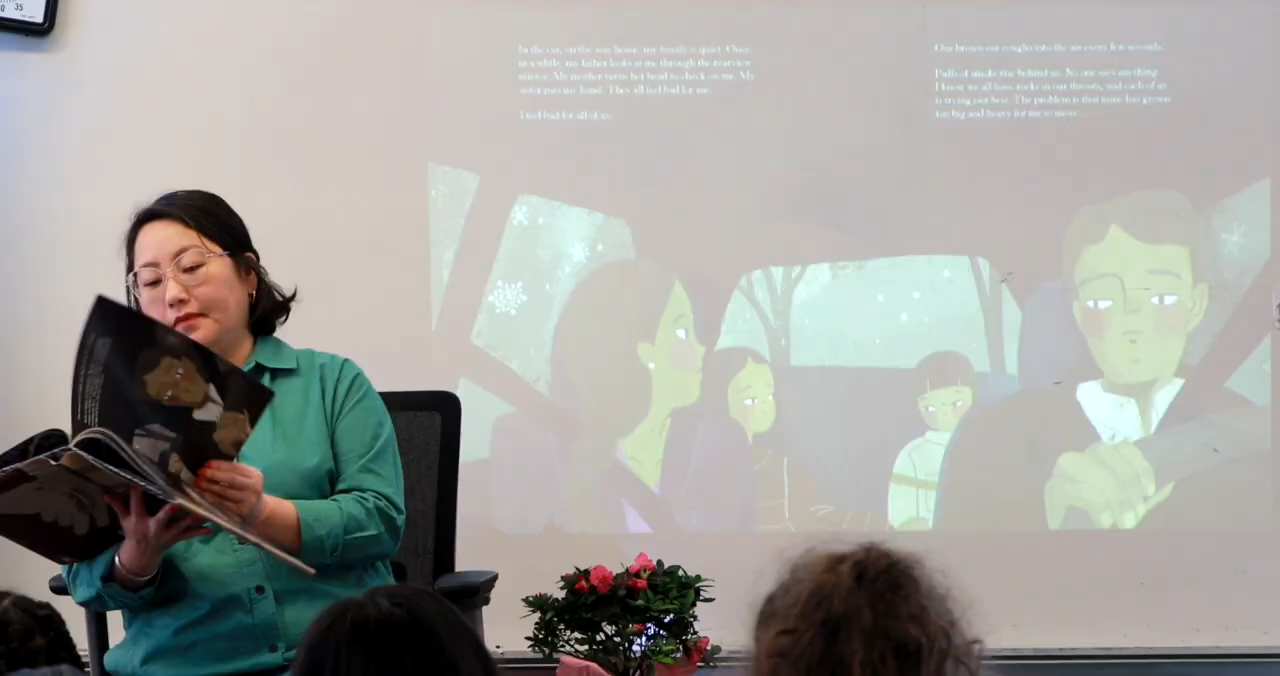 35
In the car, on the way home, my family is quiet. Once
in a while, my father looks at me through the rearview
mirror. My mother turns her head to check on me. My
sister pats my hand. They all feel bad for me.
I feel bad for all of us.
Our brown car coughs into the air every few seconds.
Puffs of smoke rise behind us. No one says anything.
I know we all have rocks in our throats, and each of us
is trying our best. The problem is that mine has grown
too big and heavy for me to move.